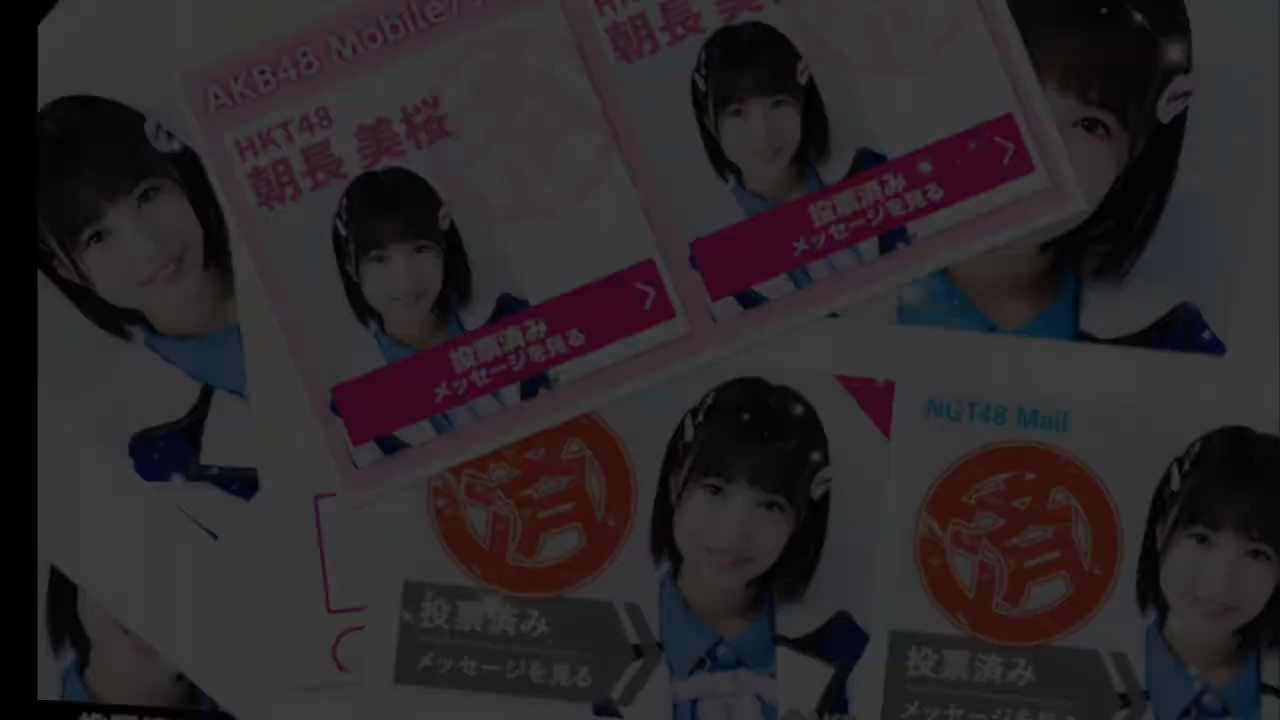 AKB48 Mobile
HKT48
朝長 美桜
投票済み
メッセージを見る
朝長 美
投票済み
メッセージを見る
済
投票済み
メッセージを見る
NGT48 Mail
済
投票済み
メッセージを見